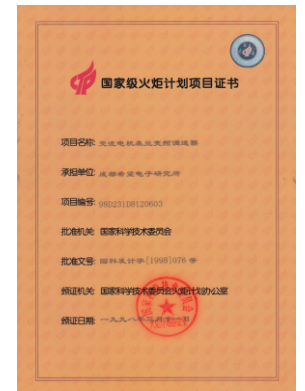 国家级火炬计划项目证书
项目名称: 交流电机通用变频调速器
承担单位: 成都希望电子研究所
项目编号: 98D231D8120603
批准机关: 国家科学技术委员会
批准文号: 国科火计字[1998]076号
颁证机关: 国家科学技术委员会火炬计划办公室
颁证日期: 一九九八年三月